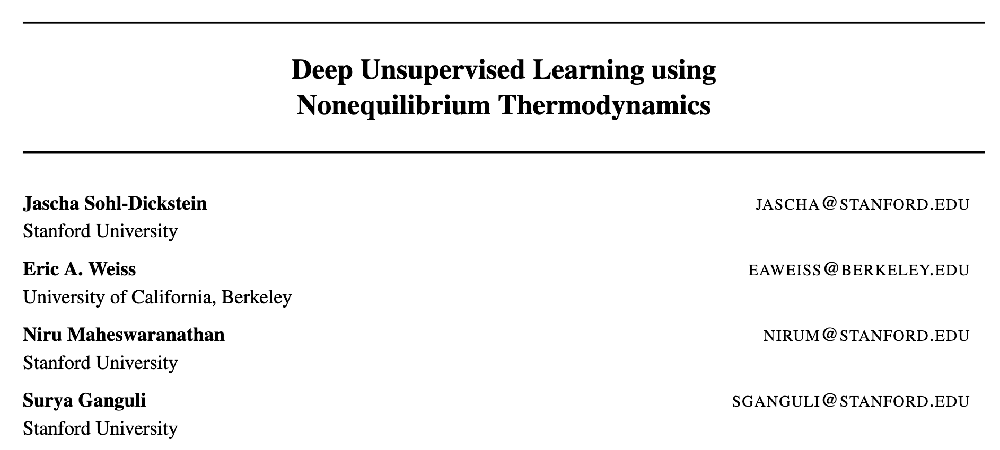 Deep Unsupervised Learning using
Nonequilibrium Thermodynamics
Jascha Sohl-Dickstein JASCHA@STANFORD.EDU
Stanford University
Eric A. Weiss EAWEISS@BERKELEY.EDU
University of California, Berkeley
Niru Maheswaranathan NIRUM@STANFORD.EDU
Stanford University
Surya Ganguli SGANGULI@STANFORD.EDU
Stanford University